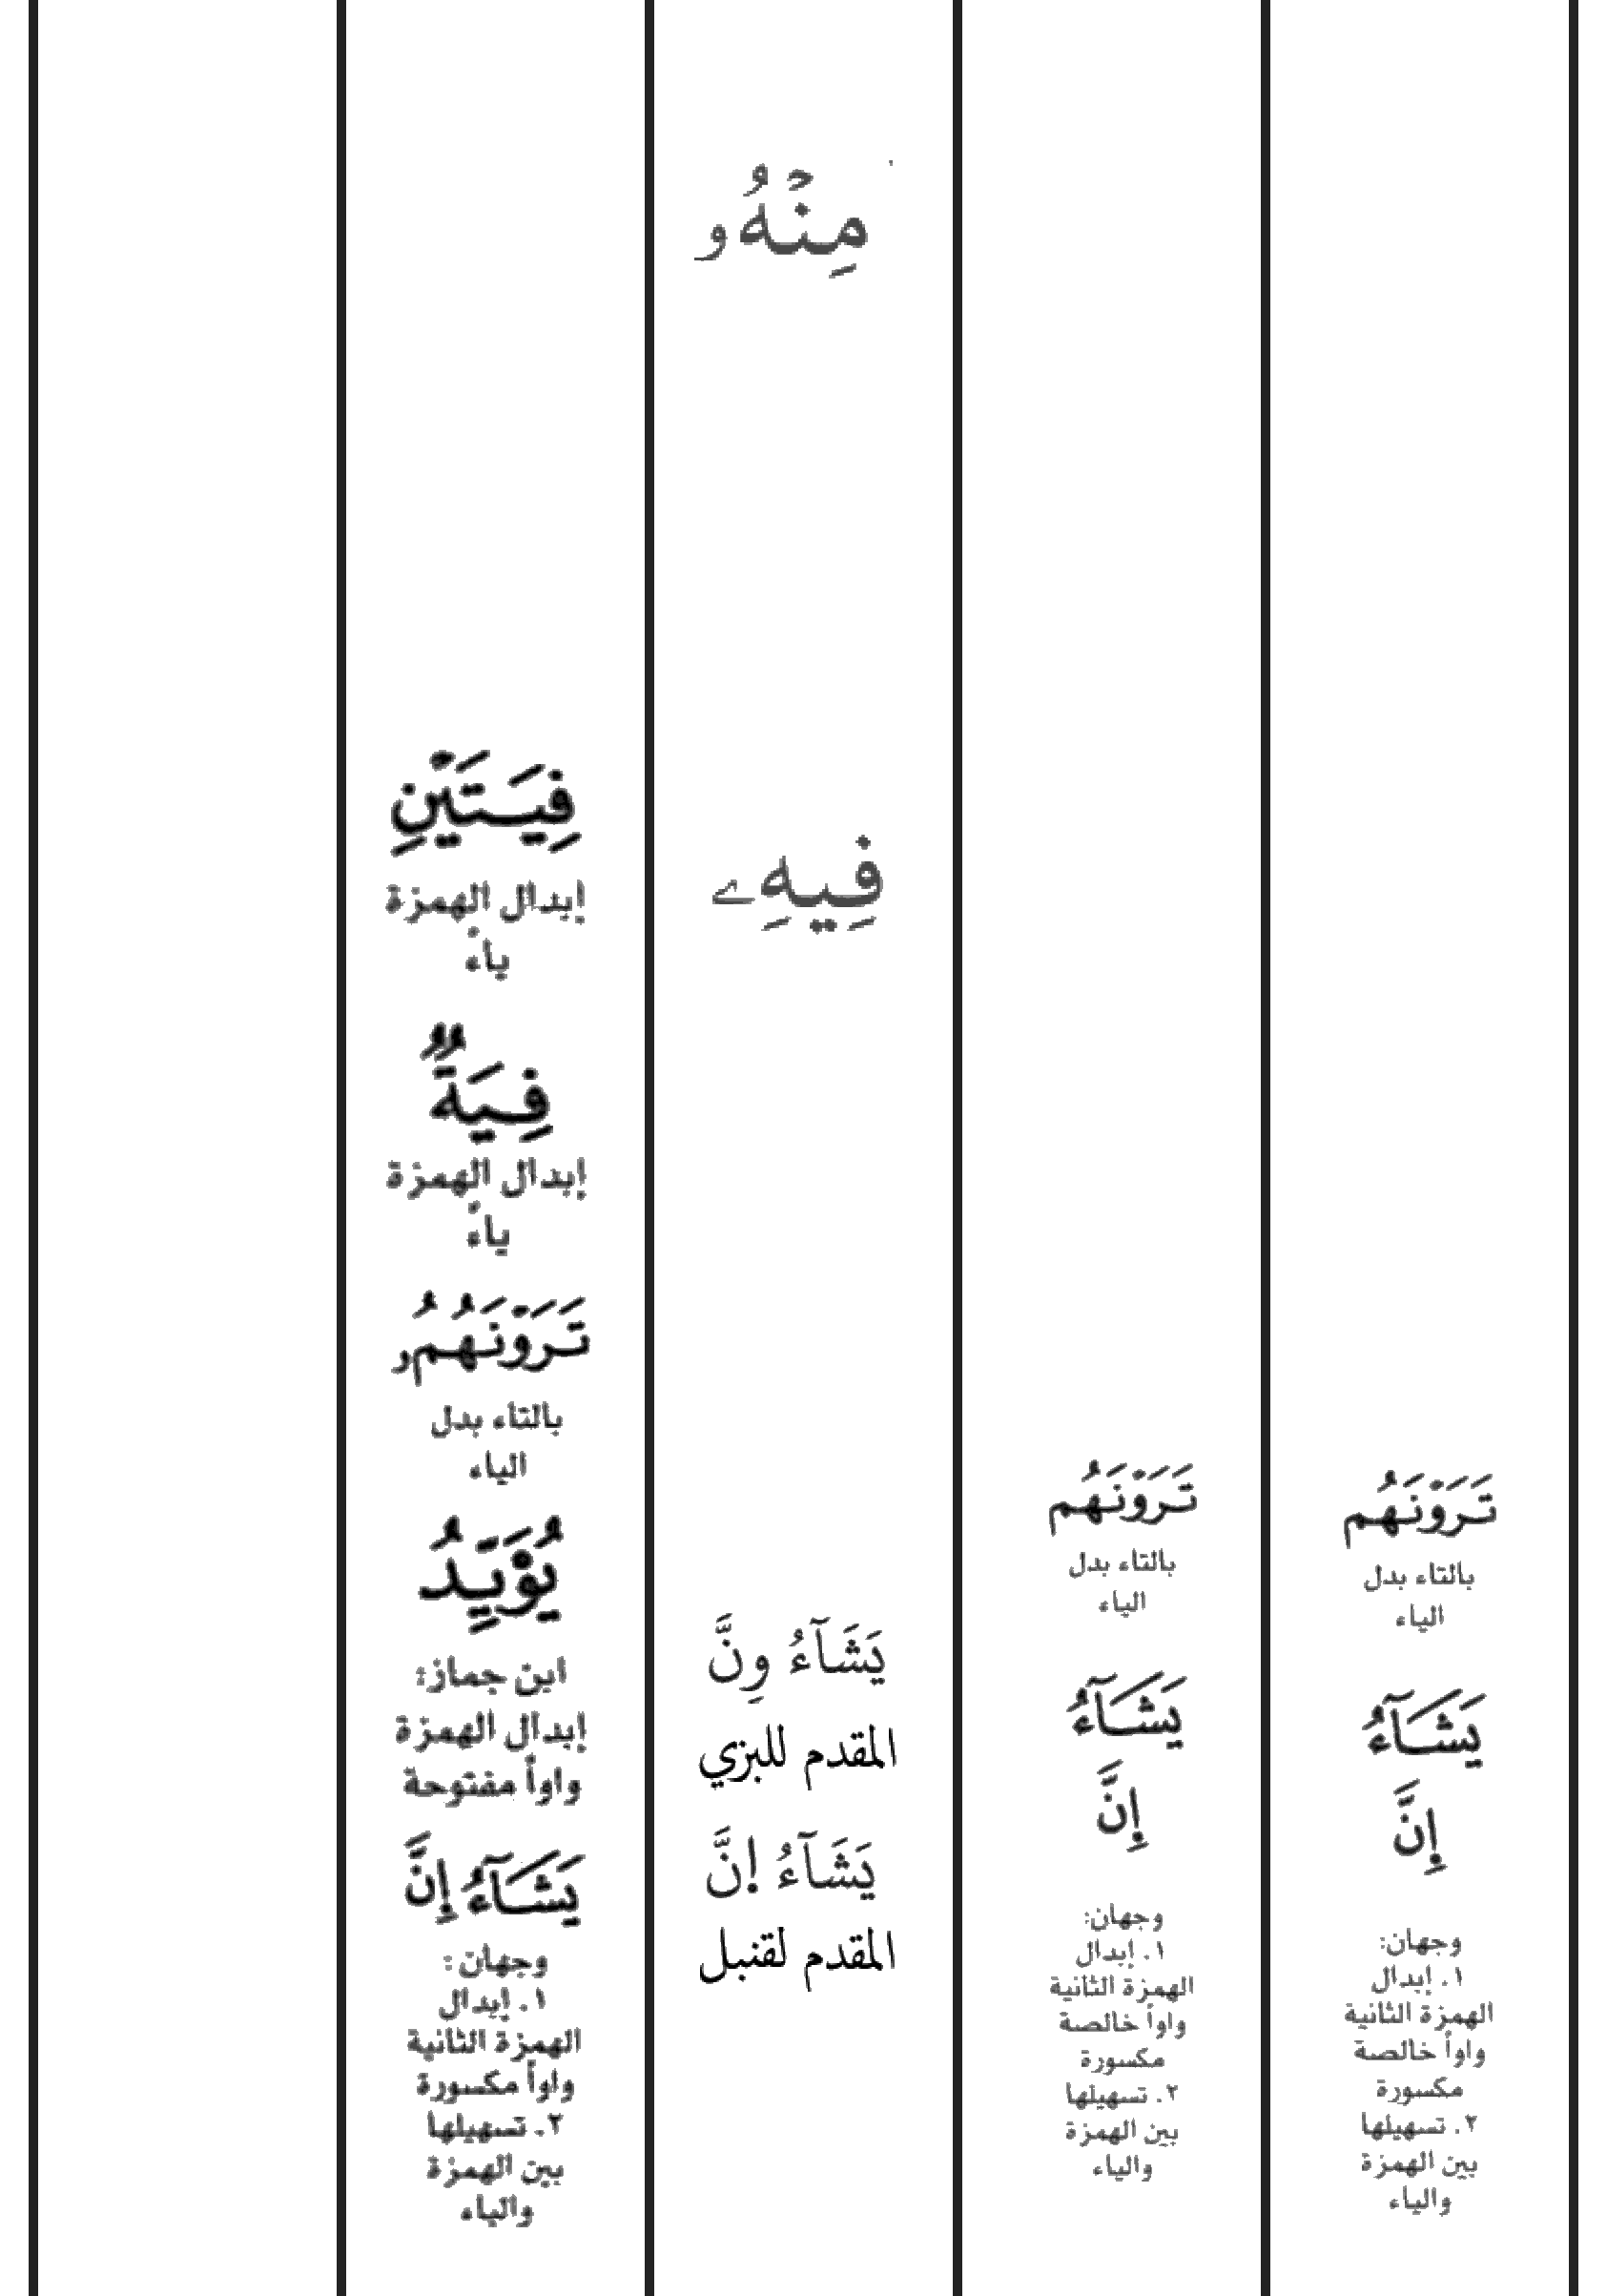 تَرَوْنَهُم
بالتاء بدل
الياء
يَشَآءُ
إِنَّ
وجهان:
١. إبدال
الهمزة الثانية
واواً خالصة
مكسورة
٢. تسهيلها
بين الهمزة
والياء
تَرَوْنَهُم
بالتاء بدل
الياء
يَشَآءُ
إِنَّ
وجهان:
١. إبدال
الهمزة الثانية
واواً خالصة
مكسورة
٢. تسهيلها
بين الهمزة
والياء
مِنْهُۥ
فِيهِۦ
يَشَآءُ وِنَّ
المقدم للبزي
يَشَآءُ اِ۬نَّ
المقدم لقنبل
فِيَتَيْنِ
إبدال الهمزة
ياءً
فِيَةٌ
إبدال الهمزة
ياءً
تَرَوْنَهُمُۥ
بالتاء بدل
الياء
يُوَيِّدُ
ابن جماز:
إبدال الهمزة
واواً مفتوحة
يَشَآءُ إِنَّ
وجهان:
١. إبدال
الهمزة الثانية
واواً مكسورة
٢. تسهيلها
بين الهمزة
والياء